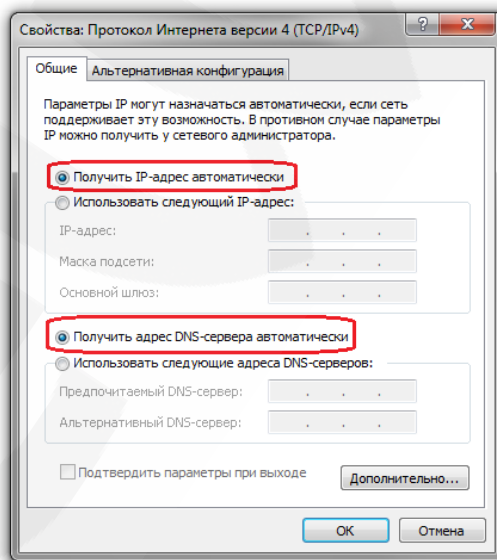 Свойства: Протокол Интернета версии 4 (TCP/IPv4)
Общие Альтернативная конфигурация
Параметры IP могут назначаться автоматически, если сеть
поддерживает эту возможность. В противном случае параметры
IP можно получить у сетевого администратора.
Получить IP-адрес автоматически
Использовать следующий IP-адрес:
IP-адрес:
Маска подсети:
Основной шлюз:
Получить адрес DNS-сервера автоматически
Использовать следующие адреса DNS-серверов:
Предпочитаемый DNS-сервер:
Альтернативный DNS-сервер:
Подтвердить параметры при выходе
Дополнительно...
ОК Отмена